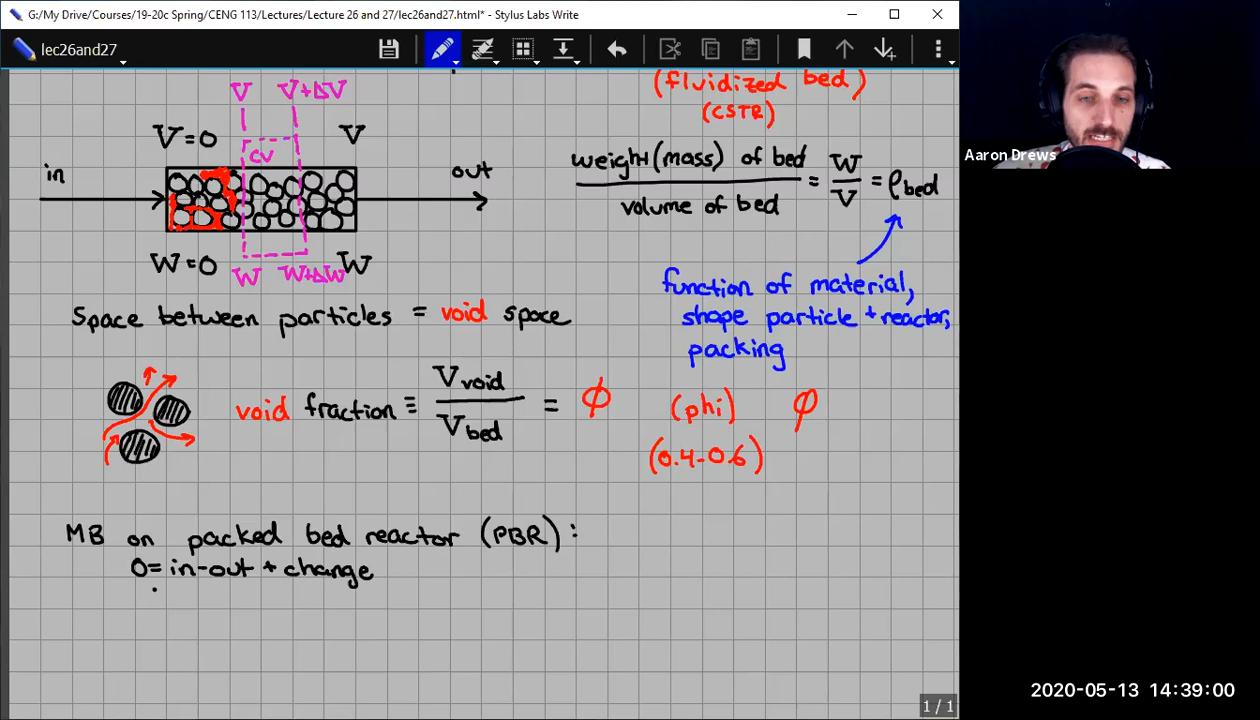 G:/My Drive/Courses/19-20c Spring/CENG 113/Lectures/Lecture 26 and 27/lec26and27.html* - Stylus Labs Write
lec26and27
(fluidized bed)
(CSTR)
V V+ΔV
V=0 V
CV
in out
W=0 W W+ΔW W
weight (mass) of bed
volume of bed
= W/V = ρbed
function of material,
shape particle + reactor,
packing
Space between particles = void space
void fraction ≡ Vvoid/Vbed = ϕ (phi) φ
(0.4-0.6)
MB on packed bed reactor (PBR):
0= in-out + change
1 / 1
Aaron Drews
2020-05-13 14:39:00